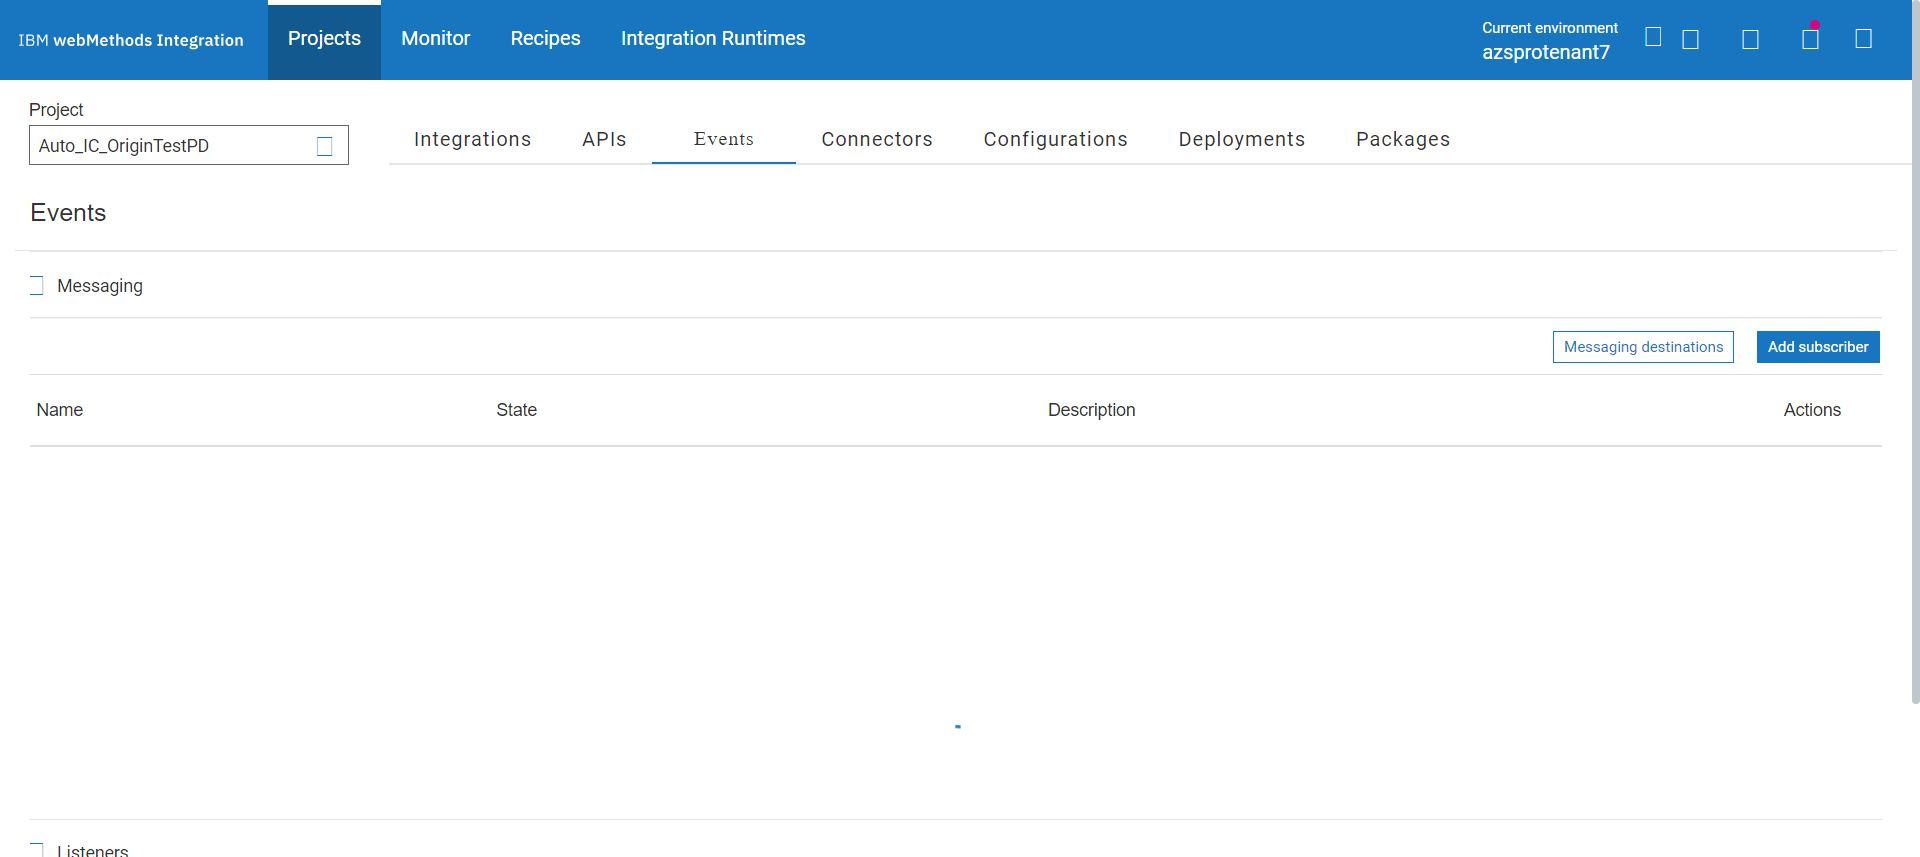 IBM webMethods Integration
Projects
Monitor
Recipes
Integration Runtimes
Current environment
azsprotenant7
Project
Auto_IC_OriginTestPD
Integrations
APIs
Events
Connectors
Configurations
Deployments
Packages
Events
Messaging
Messaging destinations
Add subscriber
Name
State
Description
Actions
Listeners